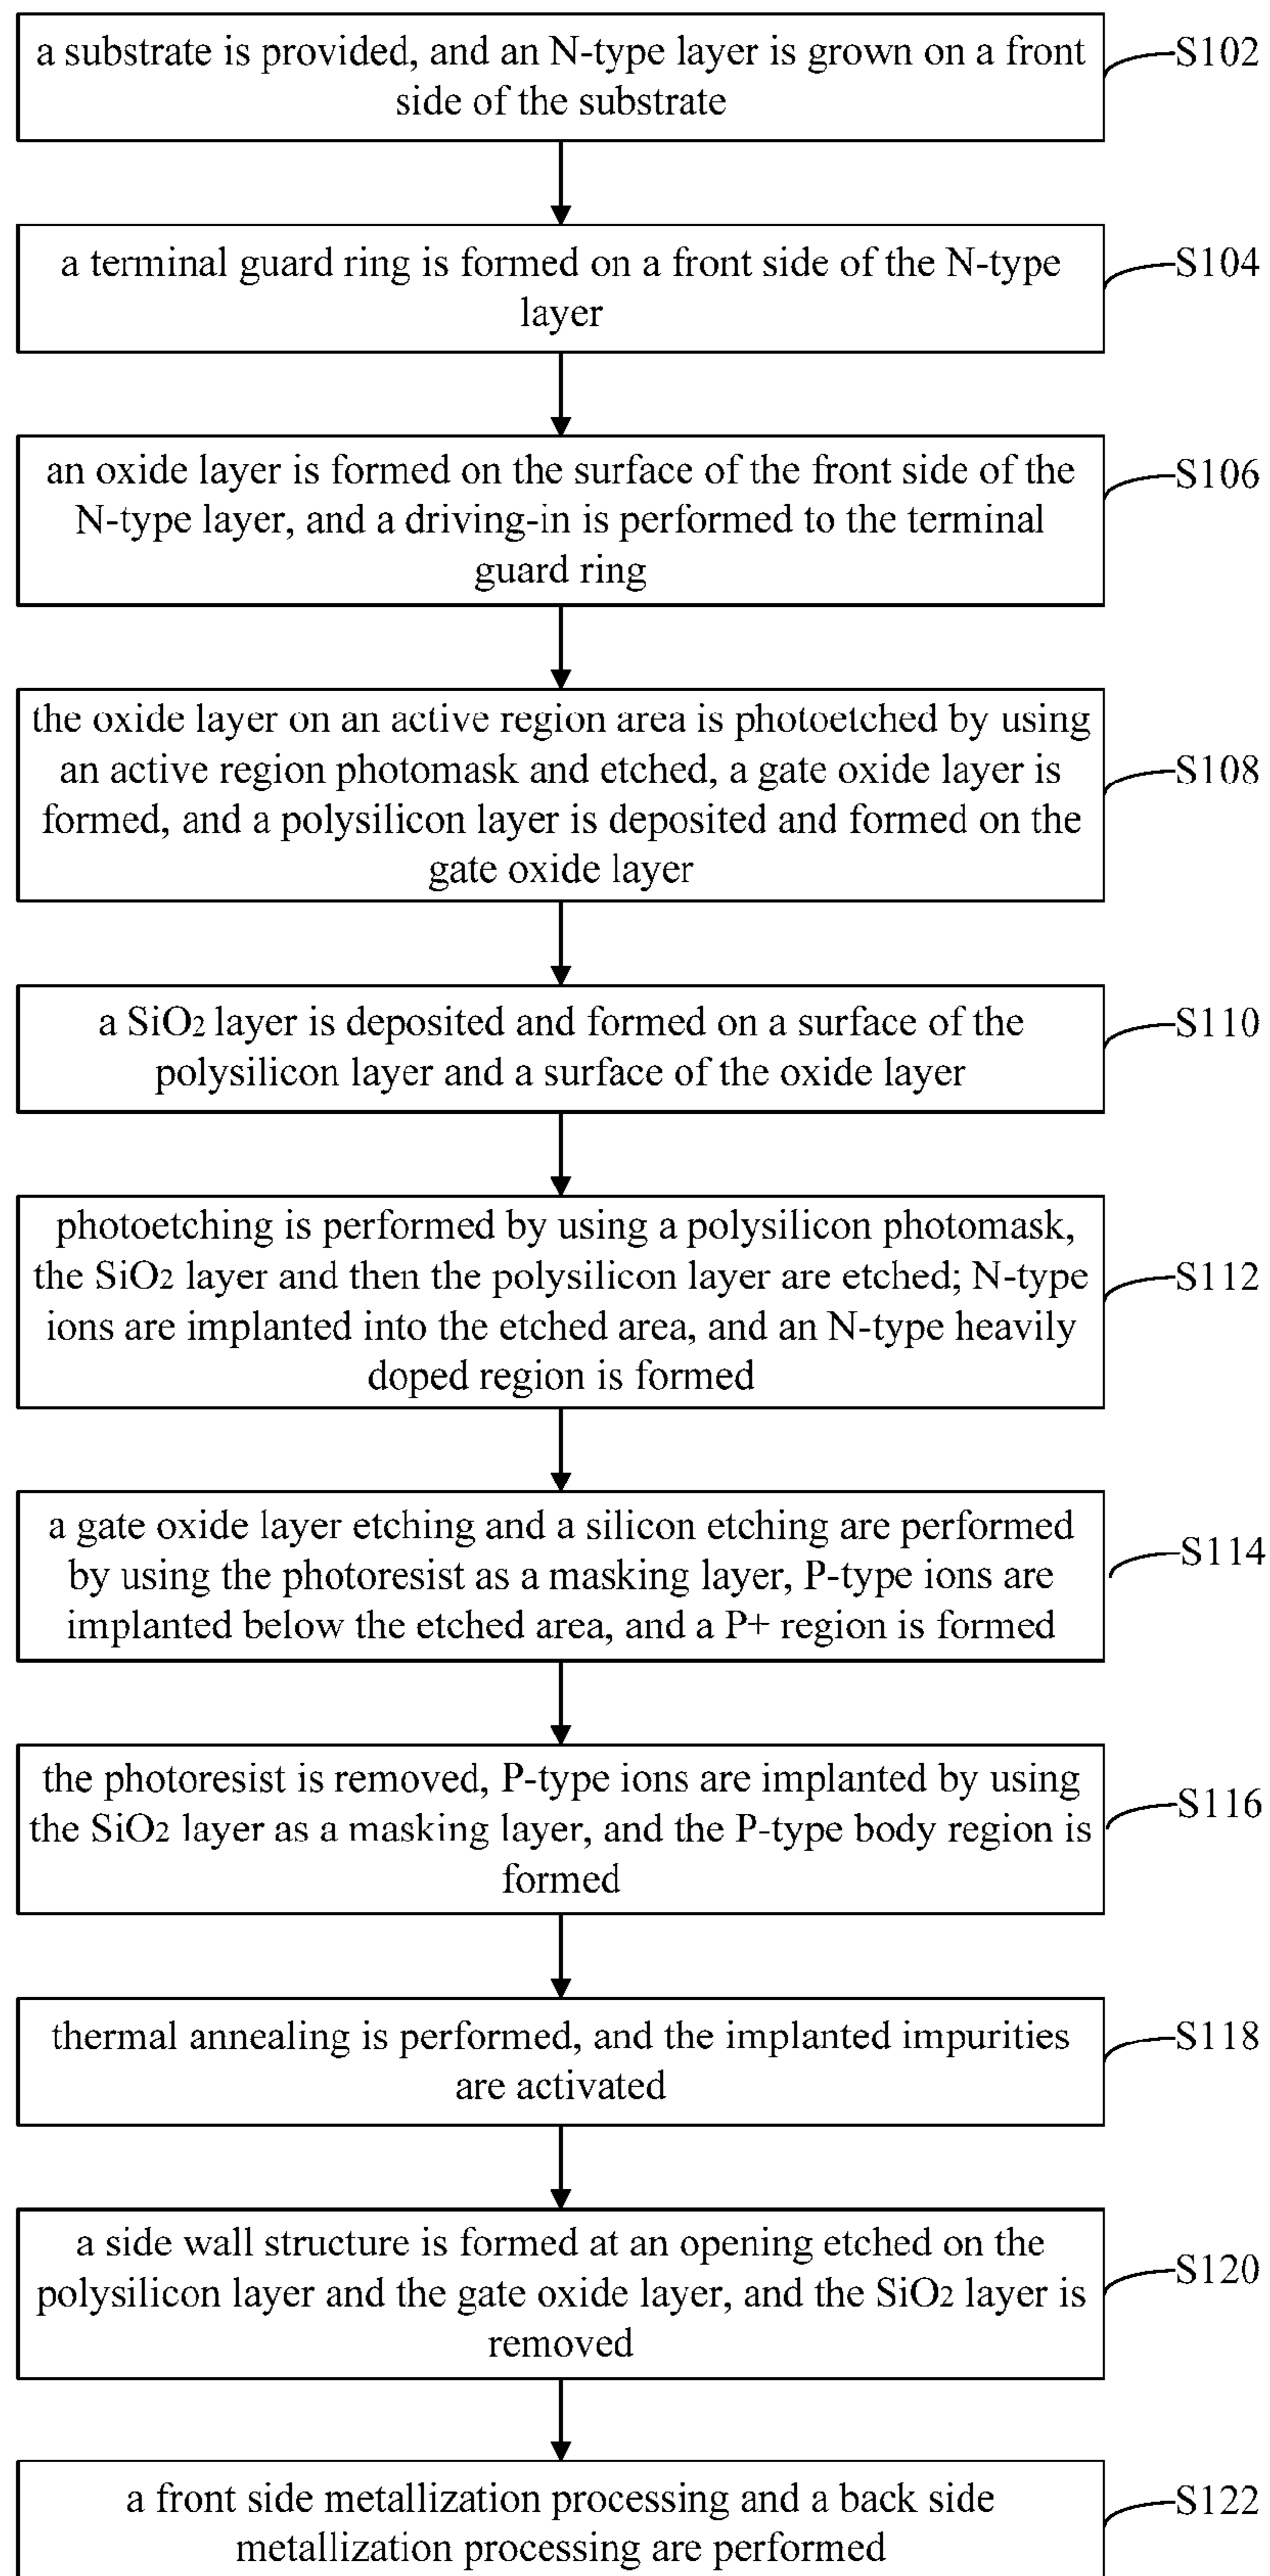 a substrate is provided, and an N-type layer is grown on a front
side of the substrate
S102
a terminal guard ring is formed on a front side of the N-type
layer
S104
an oxide layer is formed on the surface of the front side of the
N-type layer, and a driving-in is performed to the terminal
guard ring
S106
the oxide layer on an active region area is photoetched by using
an active region photomask and etched, a gate oxide layer is
formed, and a polysilicon layer is deposited and formed on the
gate oxide layer
S108
a SiO2 layer is deposited and formed on a surface of the
polysilicon layer and a surface of the oxide layer
S110
photoetching is performed by using a polysilicon photomask,
the SiO2 layer and then the polysilicon layer are etched; N-type
ions are implanted into the etched area, and an N-type heavily
doped region is formed
S112
a gate oxide layer etching and a silicon etching are performed
by using the photoresist as a masking layer, P-type ions are
implanted below the etched area, and a P+ region is formed
S114
the photoresist is removed, P-type ions are implanted by using
the SiO2 layer as a masking layer, and the P-type body region is
formed
S116
thermal annealing is performed, and the implanted impurities
are activated
S118
a side wall structure is formed at an opening etched on the
polysilicon layer and the gate oxide layer, and the SiO2 layer is
removed
S120
a front side metallization processing and a back side
metallization processing are performed
S122